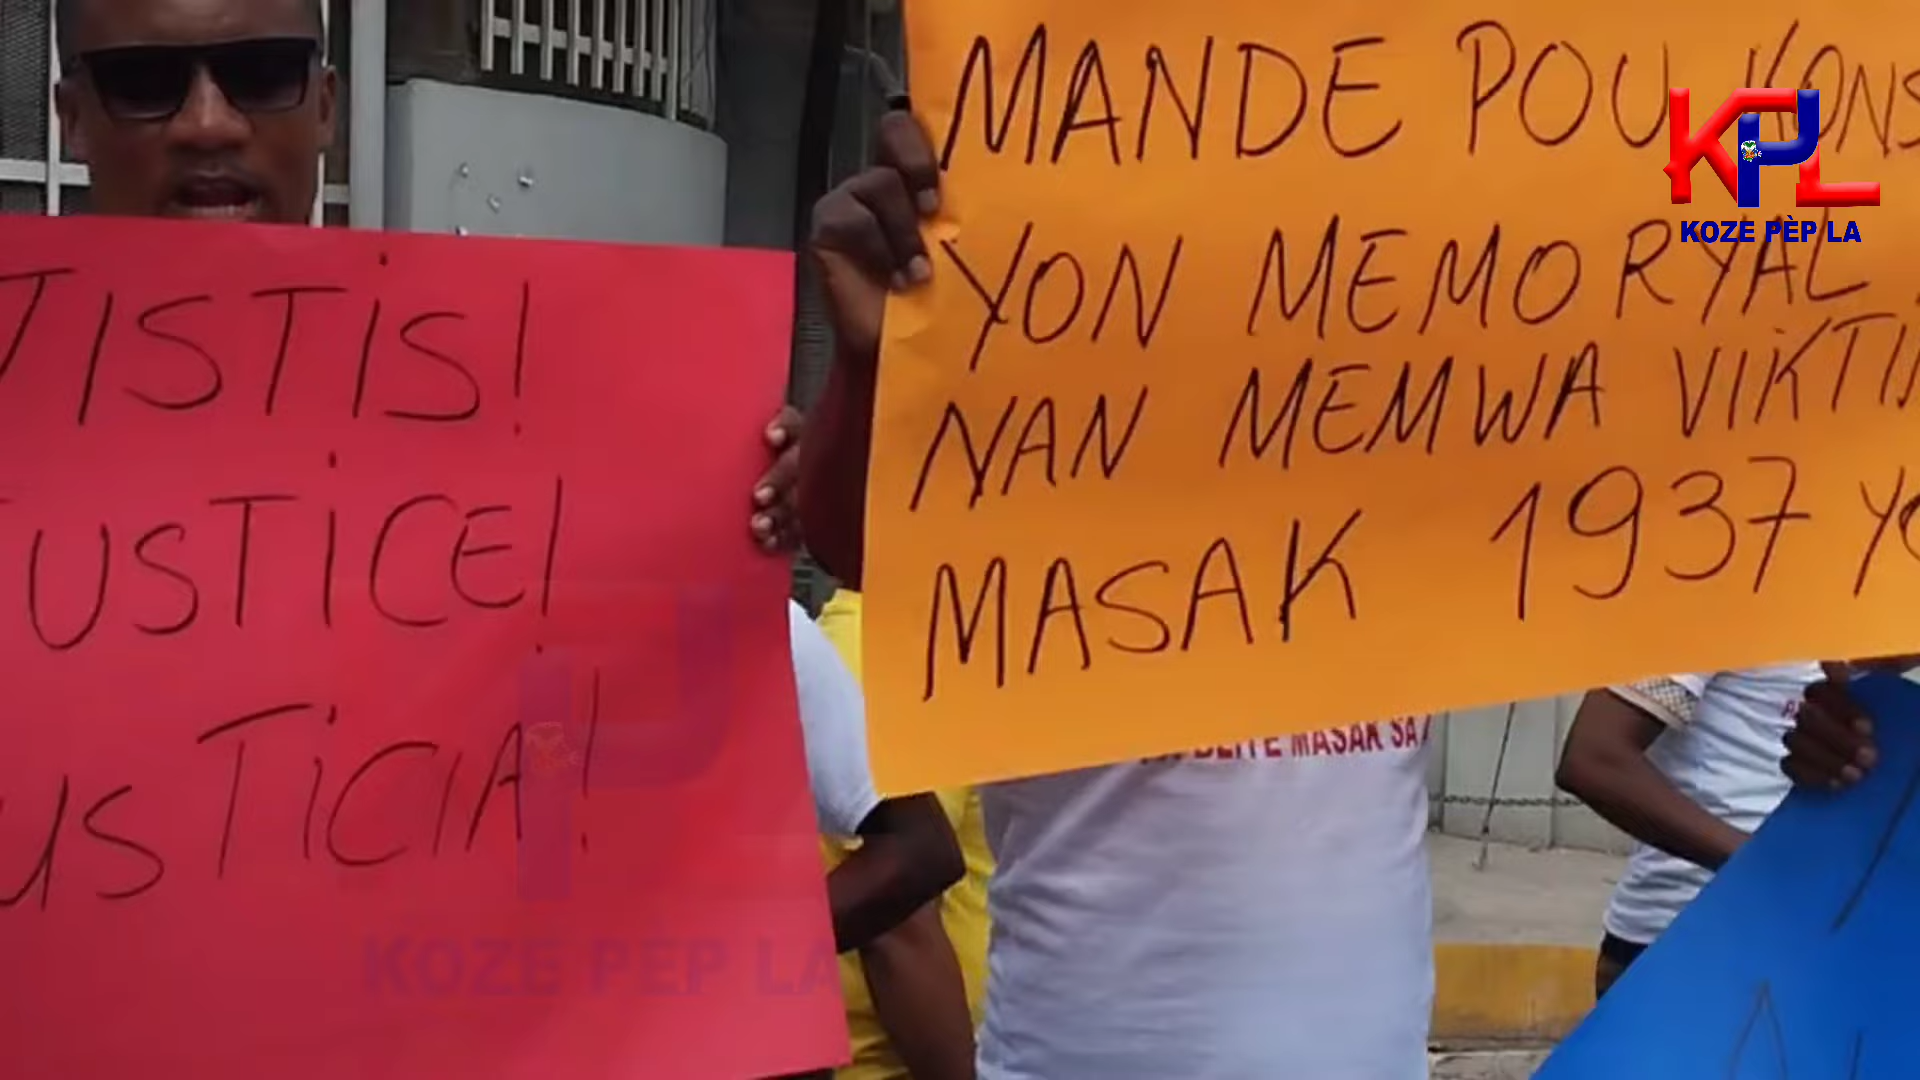 JISTIS!
JUSTICE!
JUSTICIA!
MANDE POU KONS
YON MEMORYAL
NAN MEMWA VIKTI
MASAK 1937 YO
MASAK SA
KPL
KOZE PÈP LA
KOZE PÈP LA